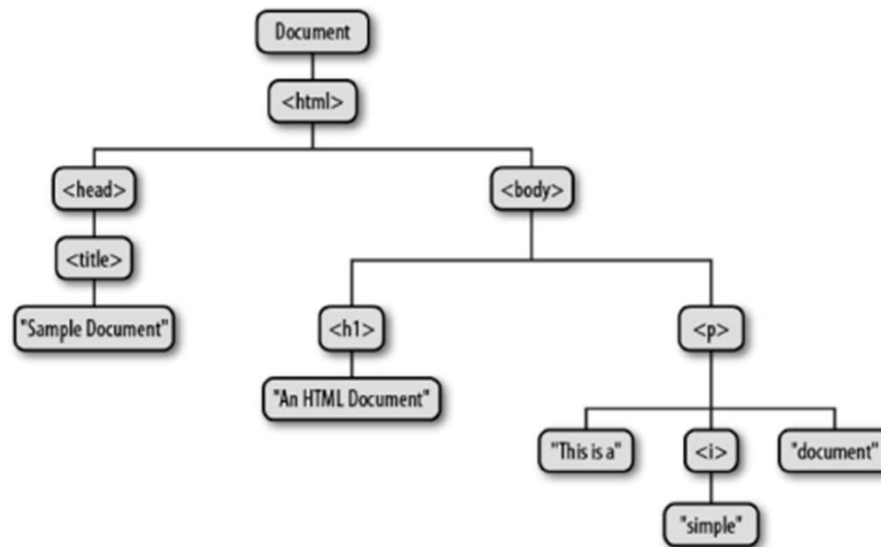 Document
<html>
<head>
<body>
<title>
"Sample Document"
<h1>
<p>
"An HTML Document"
"This is a"
<i>
"document"
"simple"